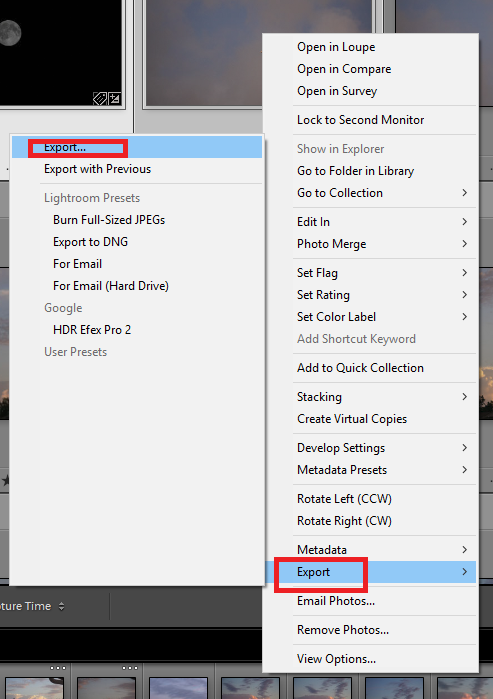 Open in Loupe
Open in Compare
Open in Survey
Lock to Second Monitor
Show in Explorer
Go to Folder in Library
Go to Collection
Edit In
Photo Merge
Set Flag
Set Rating
Set Color Label
Add Shortcut Keyword
Add to Quick Collection
Stacking
Create Virtual Copies
Develop Settings
Metadata Presets
Rotate Left (CCW)
Rotate Right (CW)
Metadata
Export
Email Photos...
Remove Photos...
View Options...
Export...
Export with Previous
Lightroom Presets
Burn Full-Sized JPEGs
Export to DNG
For Email
For Email (Hard Drive)
Google
HDR Efex Pro 2
User Presets
pture Time